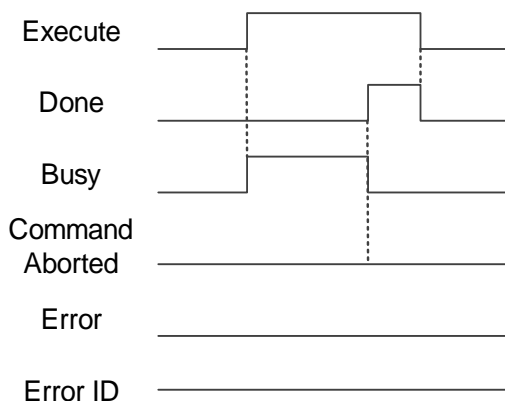 Execute
Done
Busy
Command
Aborted
Error
Error ID